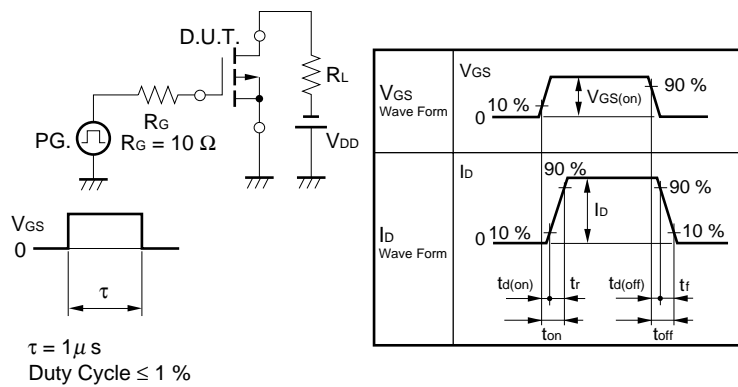 D.U.T.
RL
RG
PG.
RG = 10 Ω
VDD
VGS
0
τ
τ = 1μ s
Duty Cycle ≤ 1 %
VGS
Wave Form
VGS
10 %
0
VGS(on)
90 %
ID
Wave Form
ID
90 %
0
10 %
ID
90 %
10 %
td(on)
tr
td(off)
tf
ton
toff